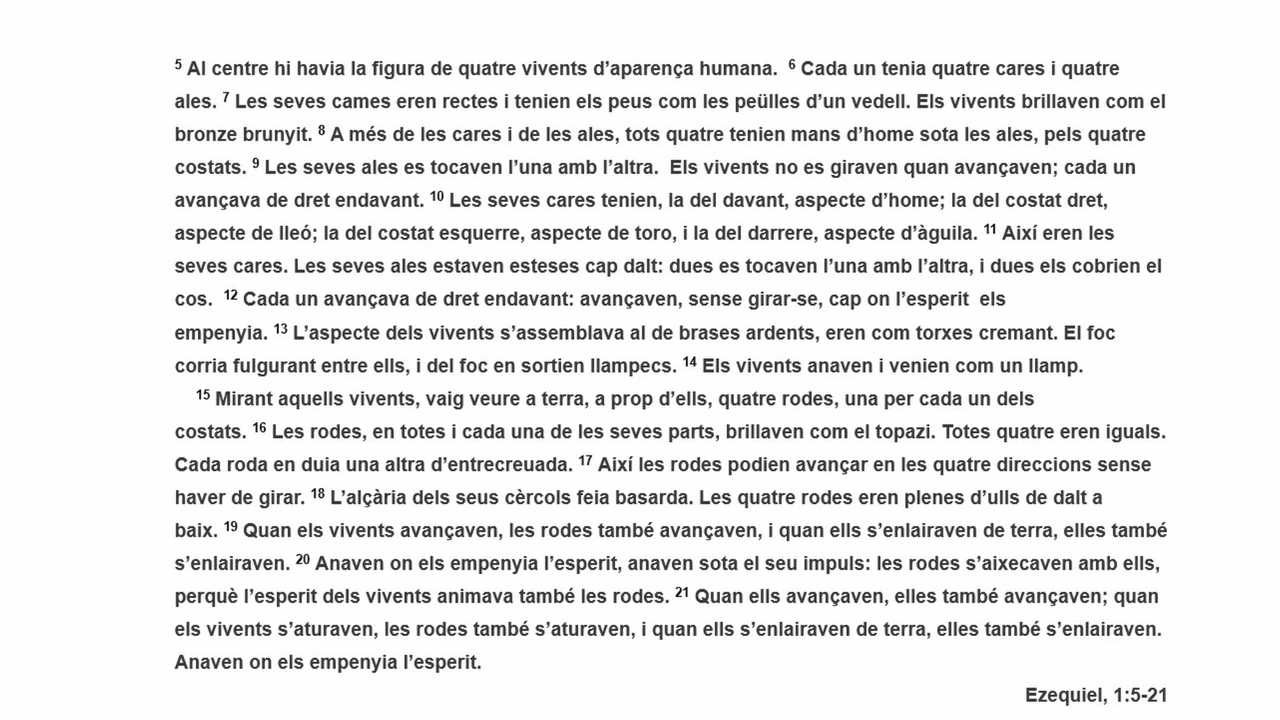 5 Al centre hi havia la figura de quatre vivents d’aparença humana.  6 Cada un tenia quatre cares i quatre
ales. 7 Les seves cames eren rectes i tenien els peus com les peülles d’un vedell. Els vivents brillaven com el
bronze brunyit. 8 A més de les cares i de les ales, tots quatre tenien mans d’home sota les ales, pels quatre
costats. 9 Les seves ales es tocaven l’una amb l’altra.  Els vivents no es giraven quan avançaven; cada un
avançava de dret endavant. 10 Les seves cares tenien, la del davant, aspecte d’home; la del costat dret,
aspecte de lleó; la del costat esquerre, aspecte de toro, i la del darrere, aspecte d’àguila. 11 Així eren les
seves cares. Les seves ales estaven esteses cap dalt: dues es tocaven l’una amb l’altra, i dues els cobrien el
cos.  12 Cada un avançava de dret endavant: avançaven, sense girar-se, cap on l’esperit  els
empenyia. 13 L’aspecte dels vivents s’assemblava al de brases ardents, eren com torxes cremant. El foc
corria fulgurant entre ells, i del foc en sortien llampecs. 14 Els vivents anaven i venien com un llamp.
15 Mirant aquells vivents, vaig veure a terra, a prop d’ells, quatre rodes, una per cada un dels
costats. 16 Les rodes, en totes i cada una de les seves parts, brillaven com el topazi. Totes quatre eren iguals.
Cada roda en duia una altra d’entrecreuada. 17 Així les rodes podien avançar en les quatre direccions sense
haver de girar. 18 L’alçària dels seus cèrcols feia basarda. Les quatre rodes eren plenes d’ulls de dalt a
baix. 19 Quan els vivents avançaven, les rodes també avançaven, i quan ells s’enlairaven de terra, elles també
s’enlairaven. 20 Anaven on els empenyia l’esperit, anaven sota el seu impuls: les rodes s’aixecaven amb ells,
perquè l’esperit dels vivents animava també les rodes. 21 Quan ells avançaven, elles també avançaven; quan
els vivents s’aturaven, les rodes també s’aturaven, i quan ells s’enlairaven de terra, elles també s’enlairaven.
Anaven on els empenyia l’esperit.
Ezequiel, 1:5-21